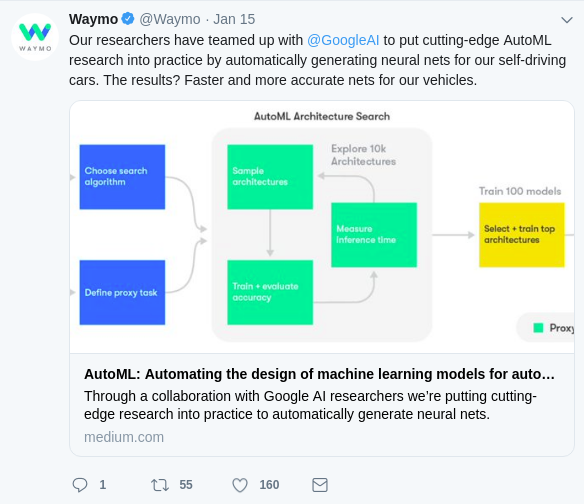 Waymo @Waymo · Jan 15
WAYMO
Our researchers have teamed up with @GoogleAI to put cutting-edge AutoML
research into practice by automatically generating neural nets for our self-driving
cars. The results? Faster and more accurate nets for our vehicles.
AutoML Architecture Search
Choose search
algorithm
Sample
architectures
Explore 10k
Architectures
Train 100 models
Measure
inference time
Select + train top
architectures
Define proxy task
Train + evaluate
accuracy
Proxy
AutoML: Automating the design of machine learning models for auto…
Through a collaboration with Google AI researchers we're putting cutting-
edge research into practice to automatically generate neural nets.
medium.com
1 55 160